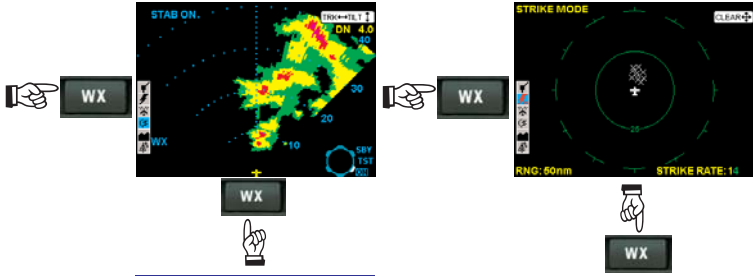 STAB ON.
TRK↔TILT ↕
DN 4.0
40
30
20
10
WX
SBY
TST
ON
WX
WX
WX
STRIKE MODE
CLEAR
25
RNG: 50nm
STRIKE RATE: 14
WX